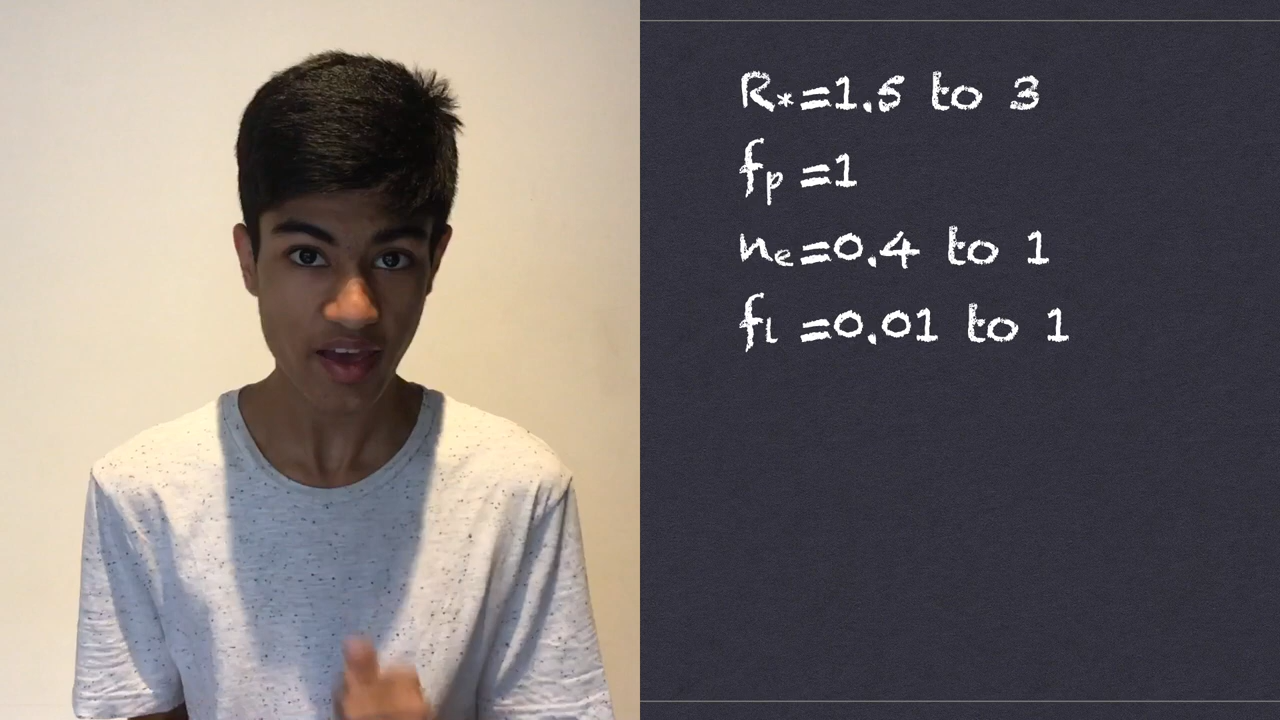 R*=1.5 to 3
fp =1
ne=0.4 to 1
fl =0.01 to 1